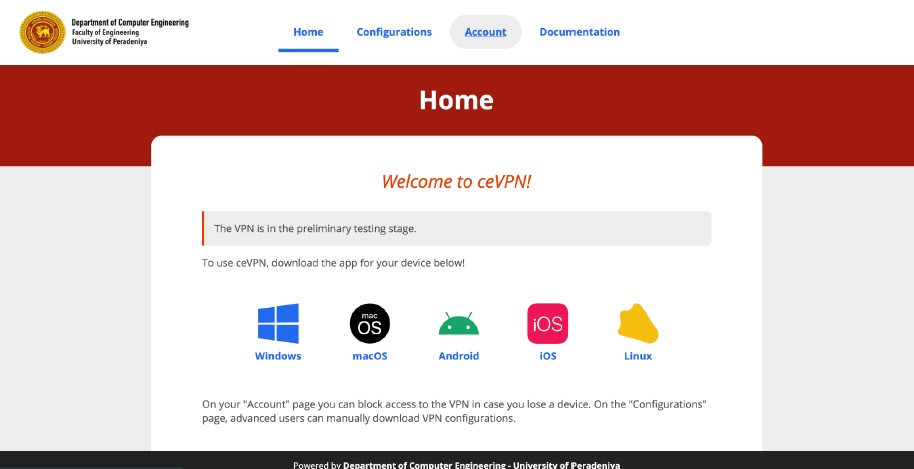 Department of Computer Engineering
Faculty of Engineering
University of Peradeniya
Home
Configurations
Account
Documentation
Home
Welcome to ceVPN!
The VPN is in the preliminary testing stage.
To use ceVPN, download the app for your device below!
mac
OS
iOS
Windows
macOS
Android
iOS
Linux
On your "Account" page you can block access to the VPN in case you lose a device. On the "Configurations"
page, advanced users can manually download VPN configurations.
Powered by Department of Computer Engineering - University of Peradeniya